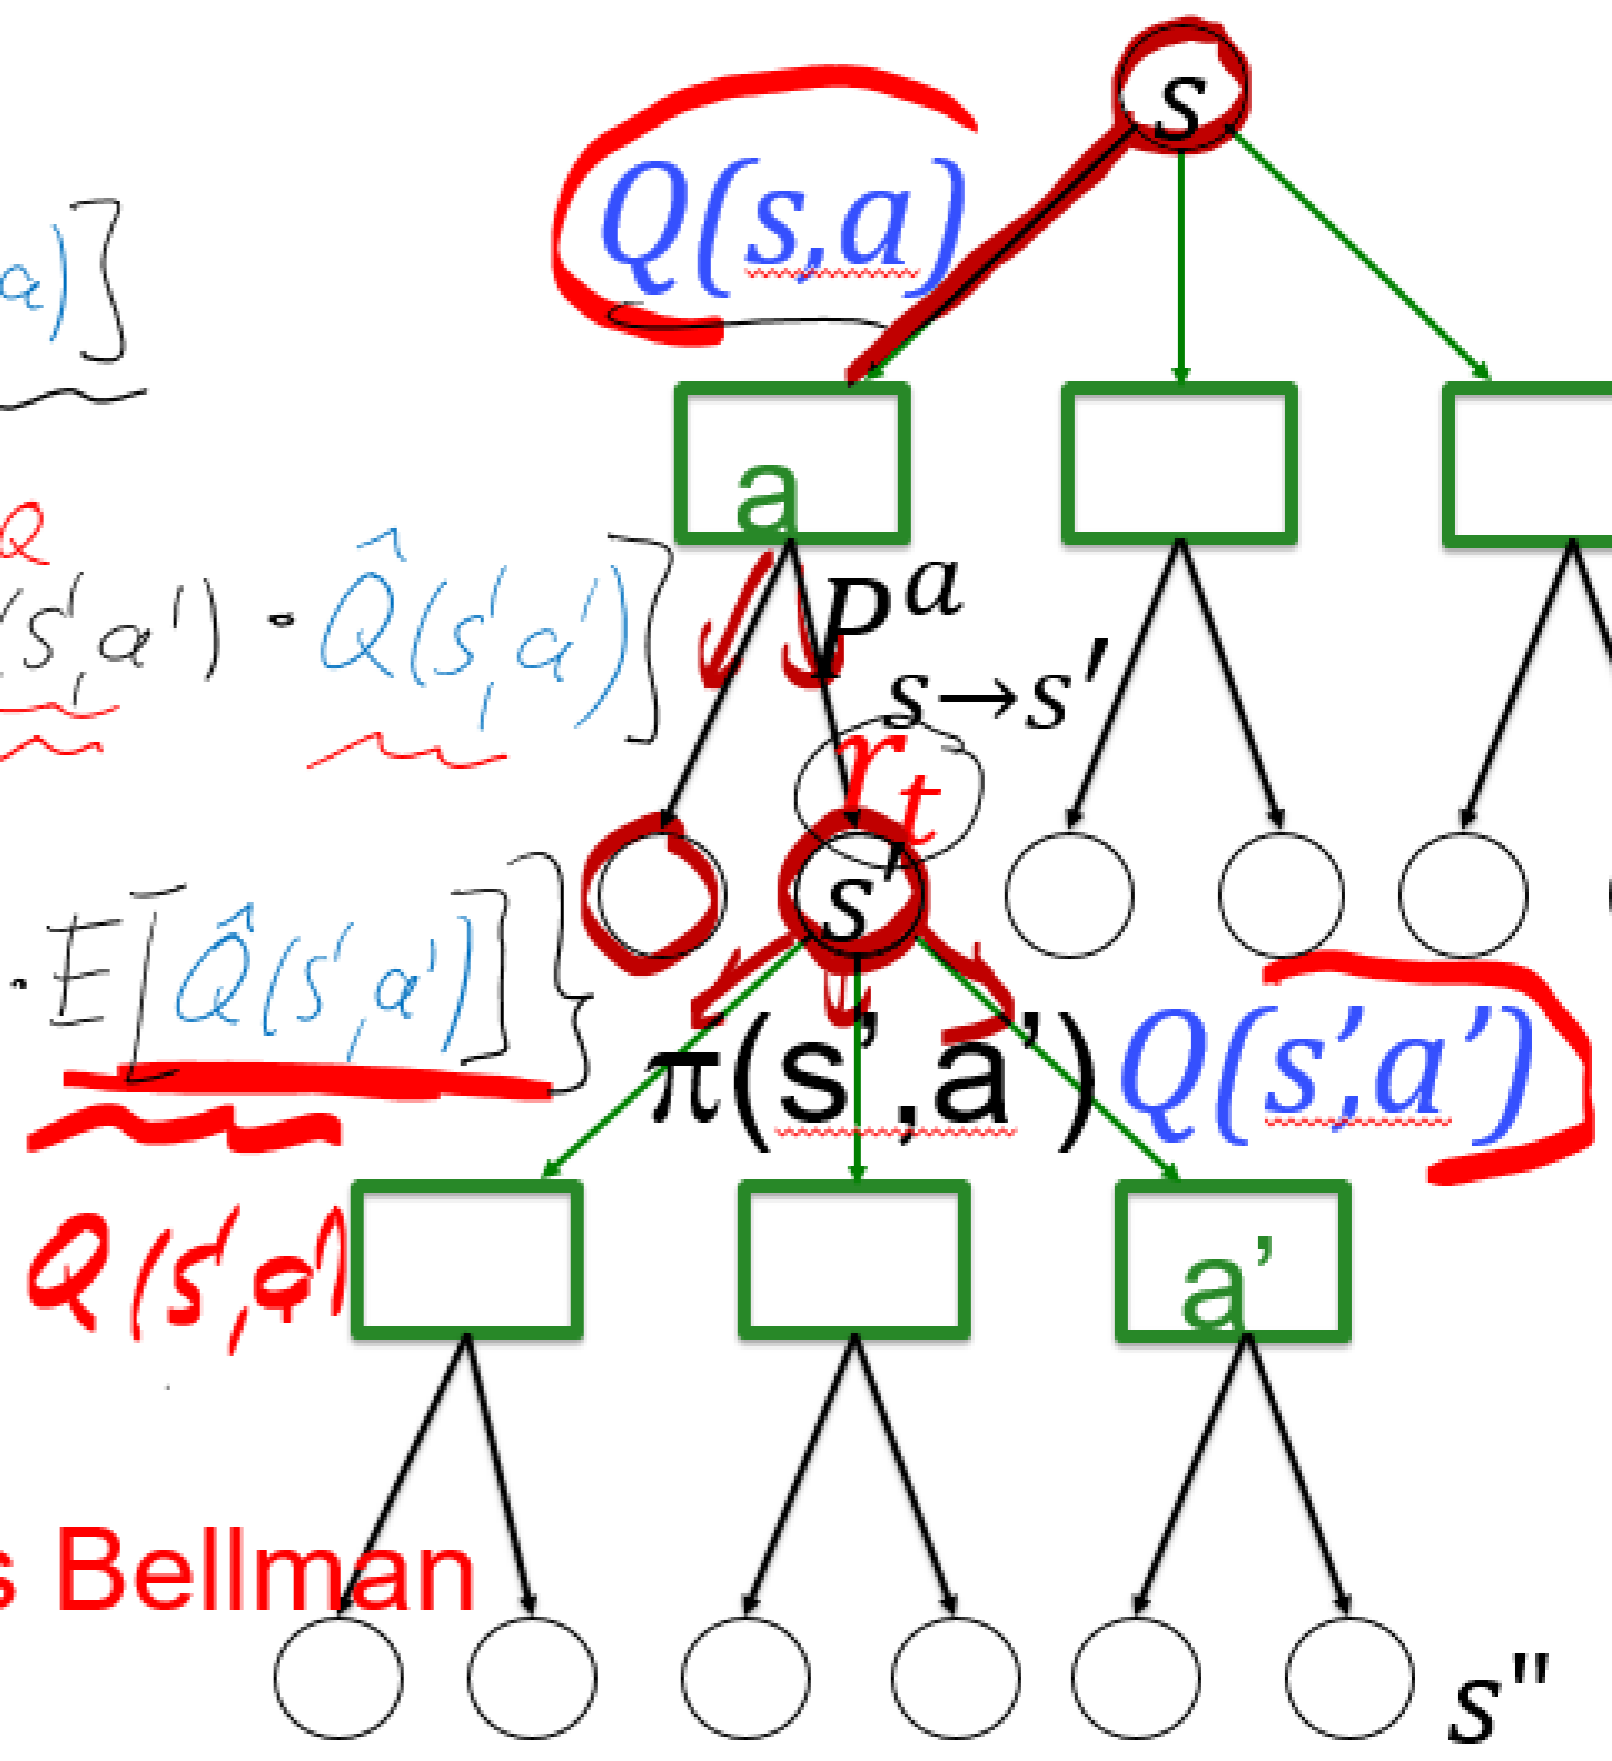 s
Q(s,a)
a)]
a
Q
(s',a') · Q̂(s',a')]
P^a_{s→s'}
r_t
s'
· E[Q̂(s',a')]}
π(s',a') Q(s',a')
Q(s',a')
a'
s Bellman
s''